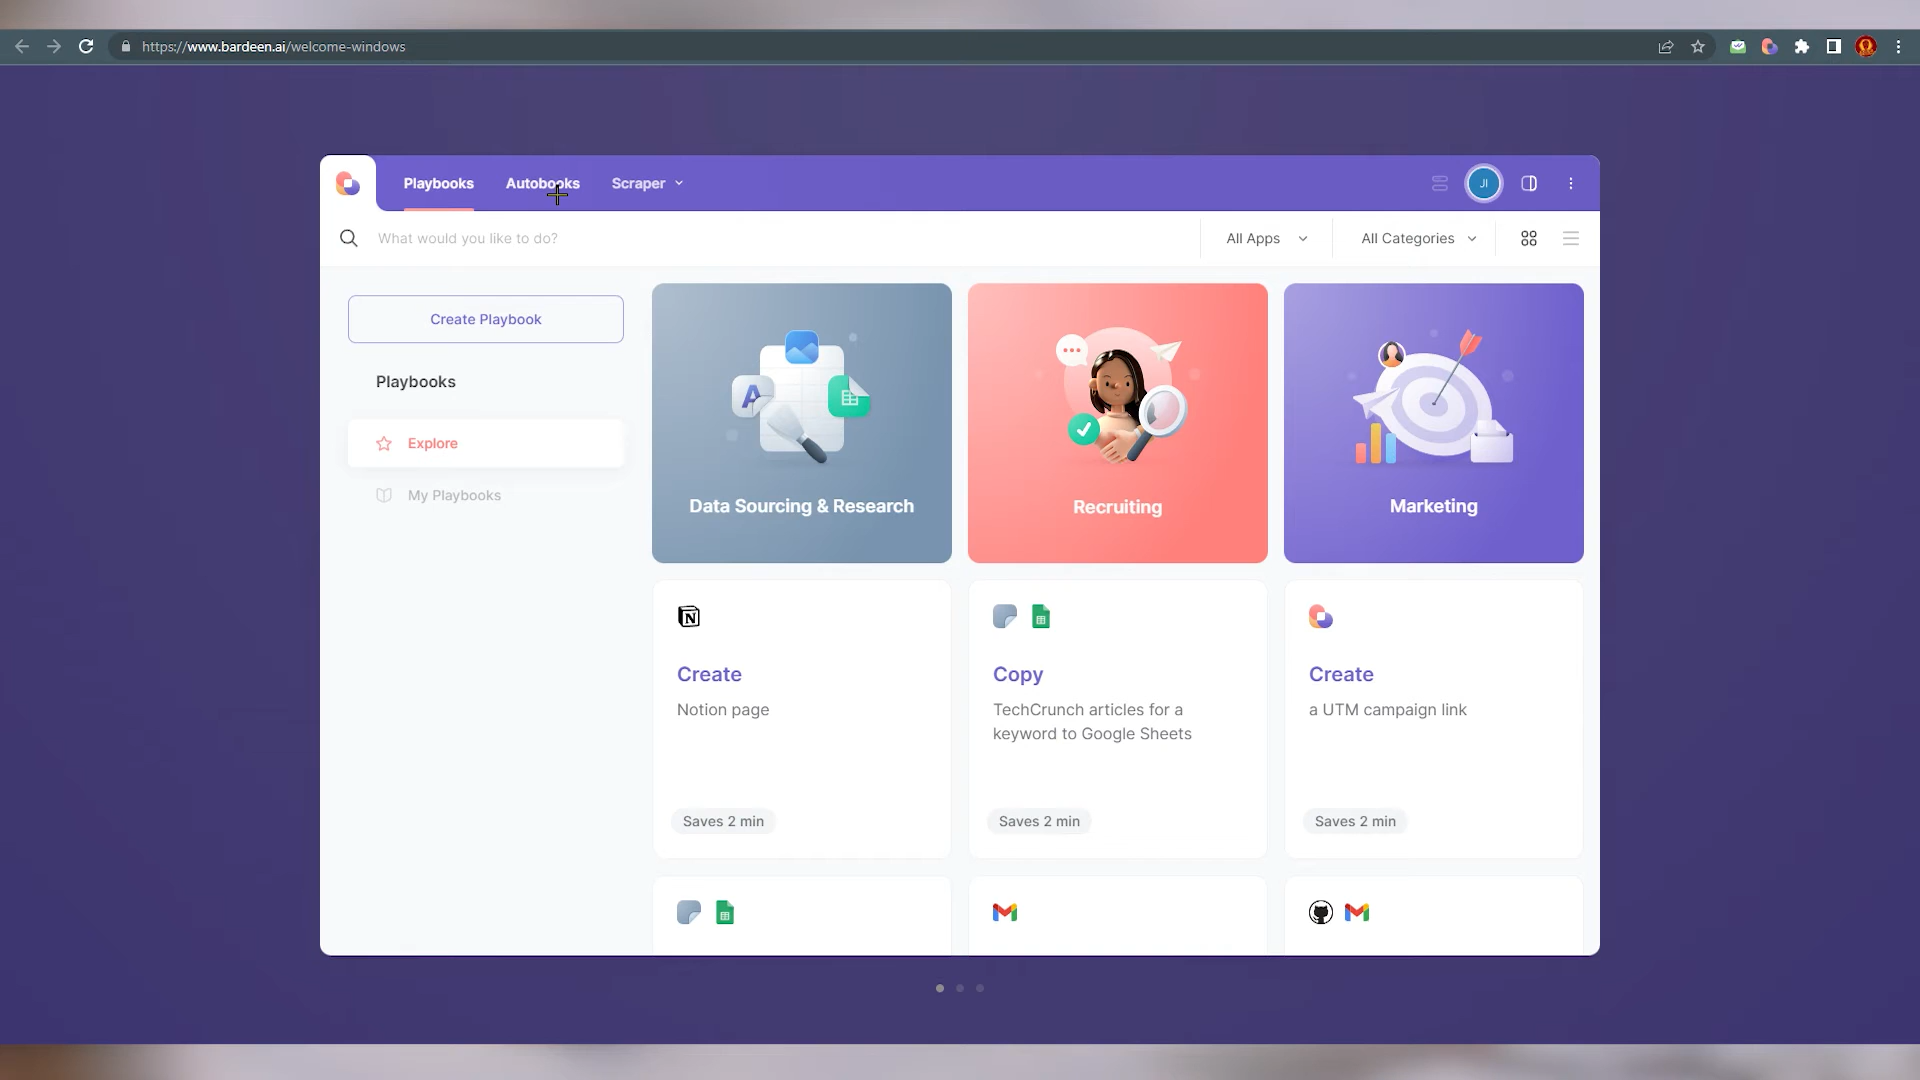 https://www.bardeen.ai/welcome-windows
Playbooks
Autobooks
Scraper
JI
What would you like to do?
All Apps
All Categories
Create Playbook
Playbooks
Explore
My Playbooks
Data Sourcing & Research
Recruiting
Marketing
Create
Notion page
Saves 2 min
Copy
TechCrunch articles for a
keyword to Google Sheets
Saves 2 min
Create
a UTM campaign link
Saves 2 min